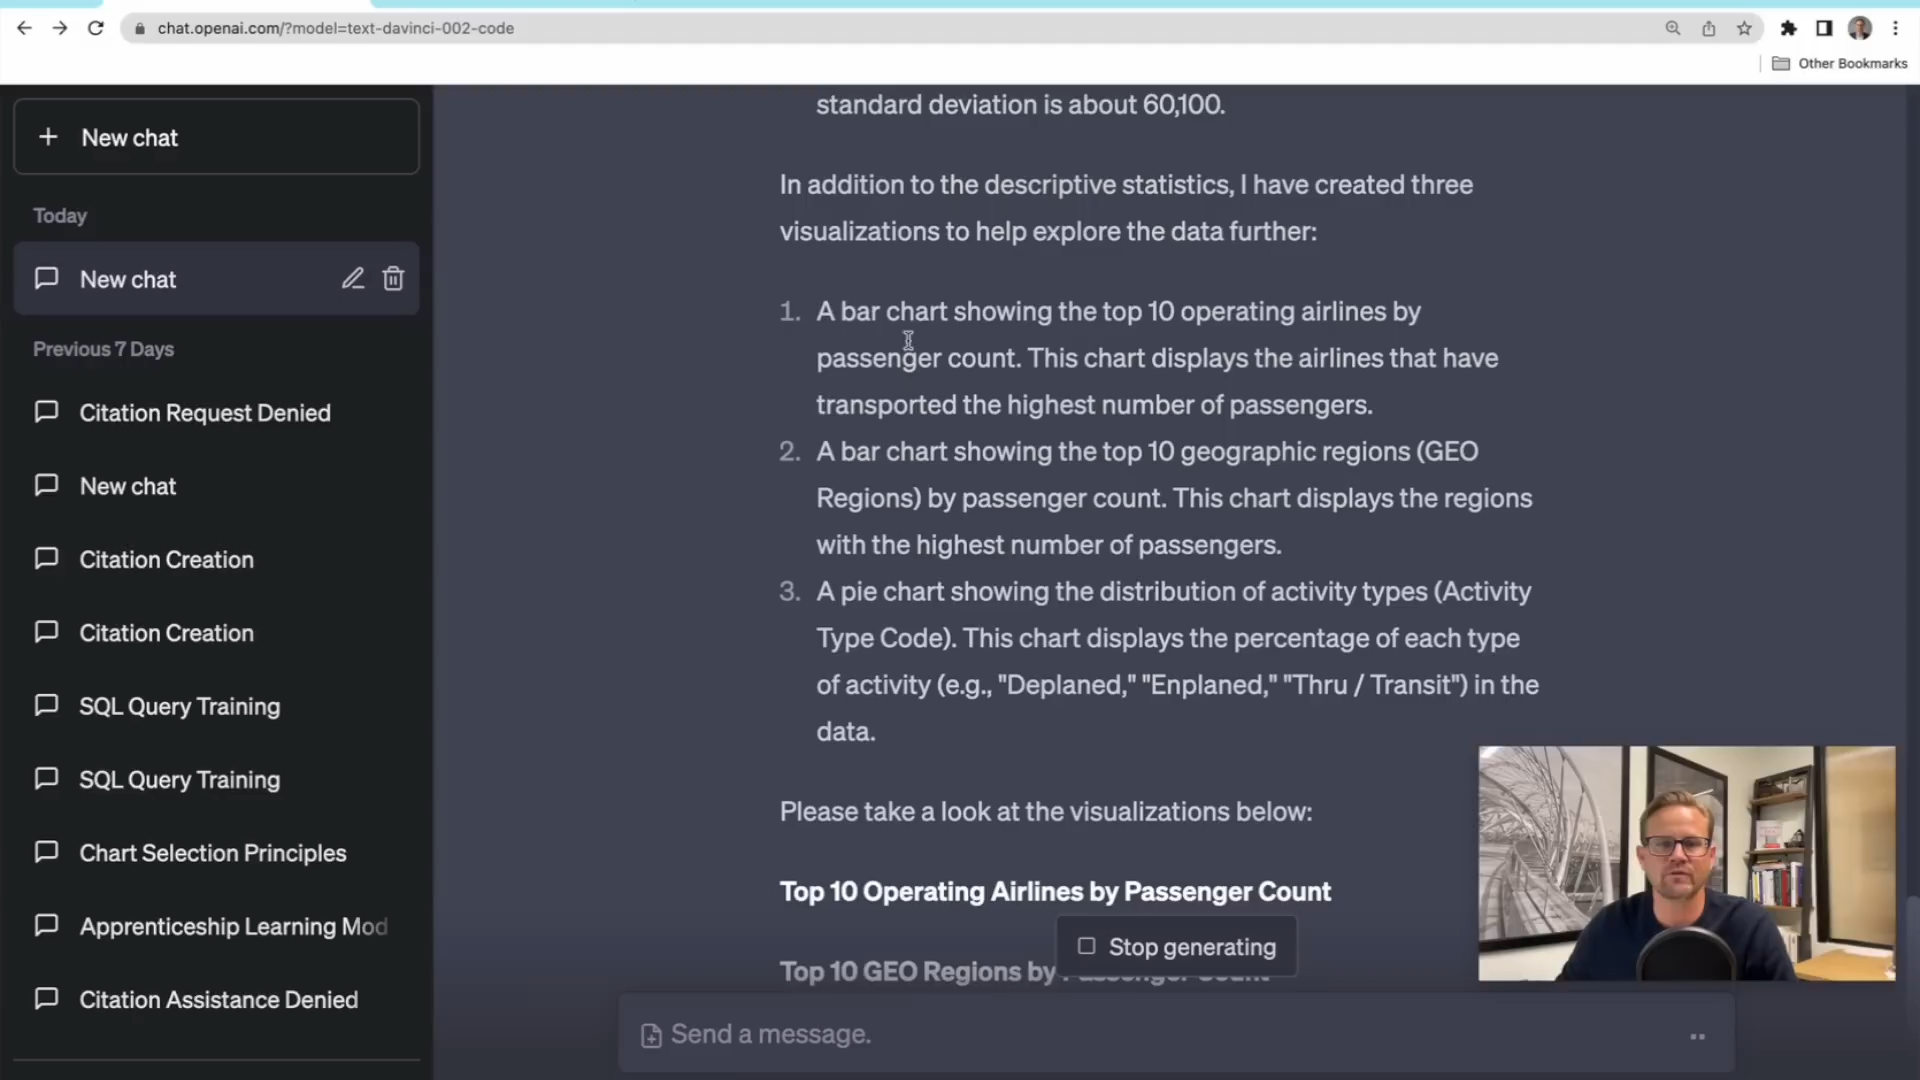 chat.openai.com/?model=text-davinci-002-code
Other Bookmarks
New chat
Today
New chat
Previous 7 Days
Citation Request Denied
New chat
Citation Creation
Citation Creation
SQL Query Training
SQL Query Training
Chart Selection Principles
Apprenticeship Learning Mod
Citation Assistance Denied
standard deviation is about 60,100.
In addition to the descriptive statistics, I have created three
visualizations to help explore the data further:
1. A bar chart showing the top 10 operating airlines by
passenger count. This chart displays the airlines that have
transported the highest number of passengers.
2. A bar chart showing the top 10 geographic regions (GEO
Regions) by passenger count. This chart displays the regions
with the highest number of passengers.
3. A pie chart showing the distribution of activity types (Activity
Type Code). This chart displays the percentage of each type
of activity (e.g., "Deplaned," "Enplaned," "Thru / Transit") in the
data.
Please take a look at the visualizations below:
Top 10 Operating Airlines by Passenger Count
Stop generating
Top 10 GEO Regions by Passenger Count
Send a message.